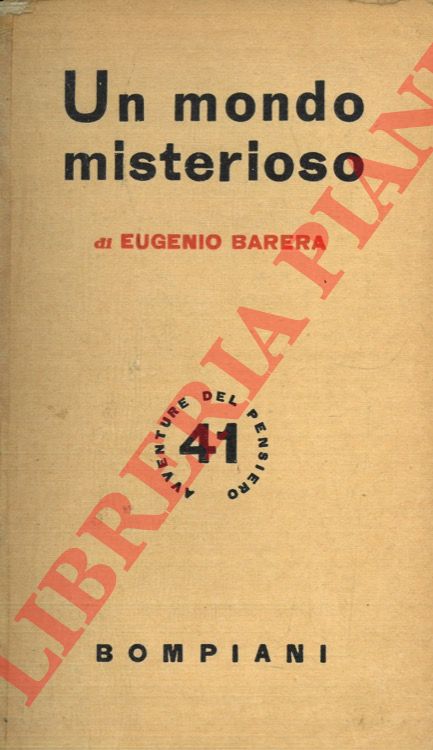 Un mondo
misterioso
di EUGENIO BARERA
AVVENTURE DEL PENSIERO
41
BOMPIANI
LIBRERIA PIANI